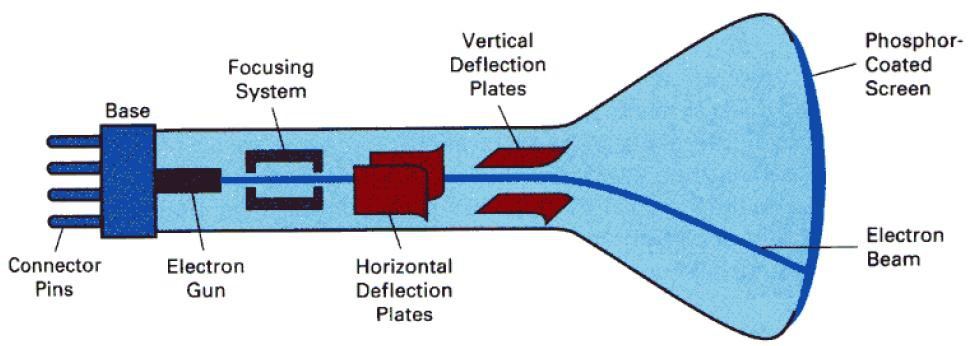 Base
Focusing
System
Vertical
Deflection
Plates
Phosphor-
Coated
Screen
Connector
Pins
Electron
Gun
Horizontal
Deflection
Plates
Electron
Beam